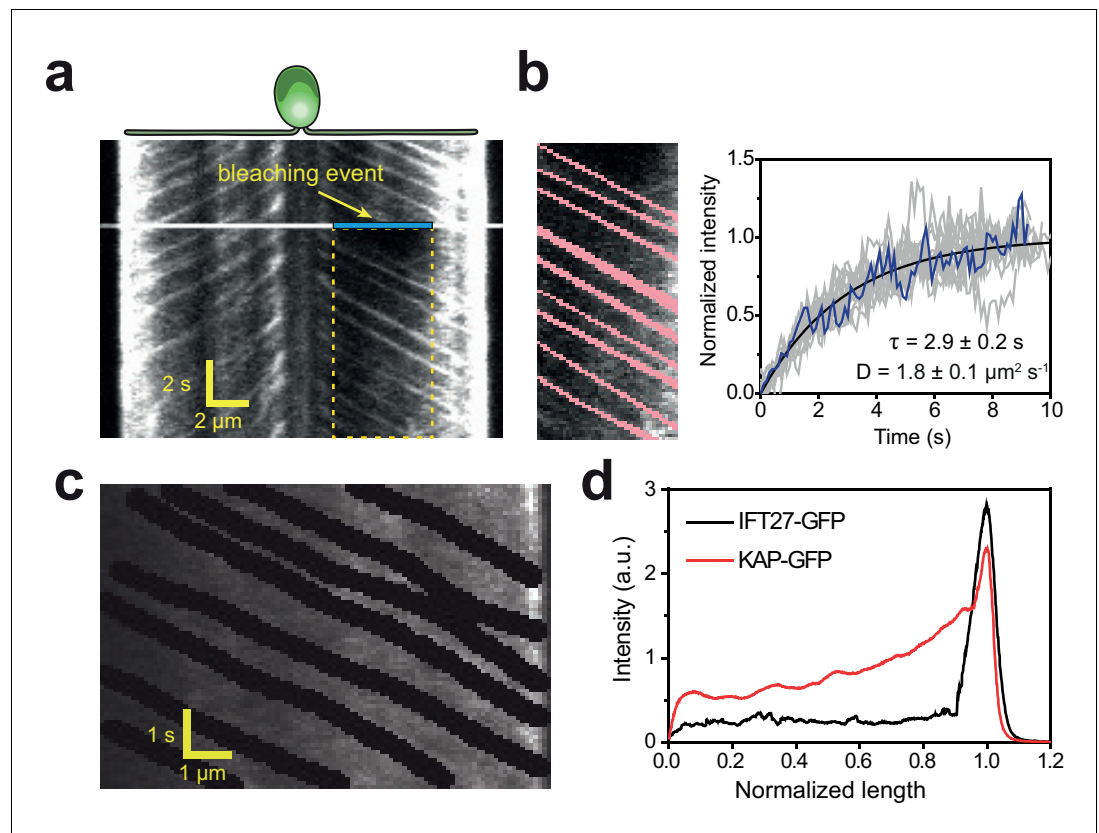 a
bleaching event
2 s
2 µm
b
Normalized intensity
1.5
1.0
0.5
0.0
τ = 2.9 ± 0.2 s
D = 1.8 ± 0.1 µm² s⁻¹
0 2 4 6 8 10
Time (s)
c
1 s
1 µm
d
Intensity (a.u.)
3
2
1
0
IFT27-GFP
KAP-GFP
0.0 0.2 0.4 0.6 0.8 1.0 1.2
Normalized length